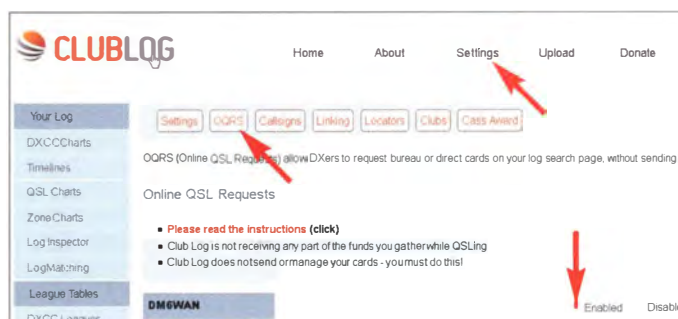 CLUBLOG
Home About Settings Upload Donate
Your Log
Settings OQRS Callsigns Linking Locators Clubs Cass Award
DXCC Charts
OQRS (Online QSL Requests) allow DXers to request bureau or direct cards on your log search page, without sending
Timelines
QSL Charts
Online QSL Requests
Zone Charts
Please read the instructions (click)
Log Inspector
Club Log is not receiving any part of the funds you gather while QSLing
LogMatching
Club Log does not send or manage your cards - you must do this!
League Tables
DM6WAN Enabled